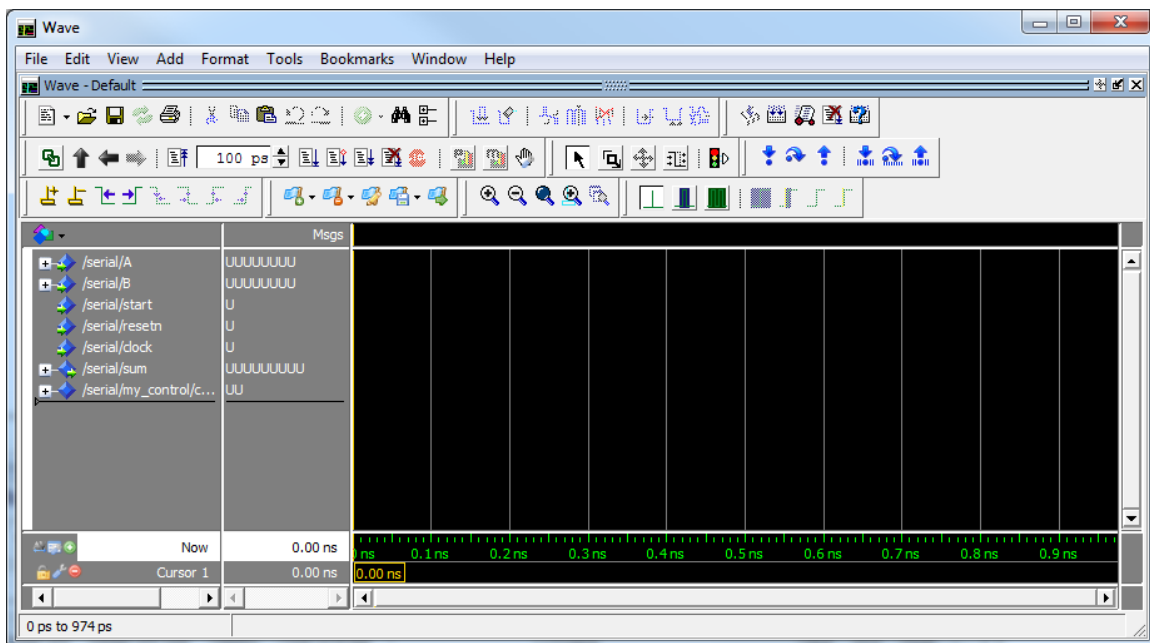 Wave
File Edit View Add Format Tools Bookmarks Window Help
Wave - Default
100 ps
Msgs
/serial/A UUUUUUUU
/serial/B UUUUUUUU
/serial/start U
/serial/resetn U
/serial/clock U
/serial/sum UUUUUUUUU
/serial/my_control/c... UU
Now 0.00 ns
ns 0.1 ns 0.2 ns 0.3 ns 0.4 ns 0.5 ns 0.6 ns 0.7 ns 0.8 ns 0.9 ns
Cursor 1 0.00 ns 0.00 ns
0 ps to 974 ps